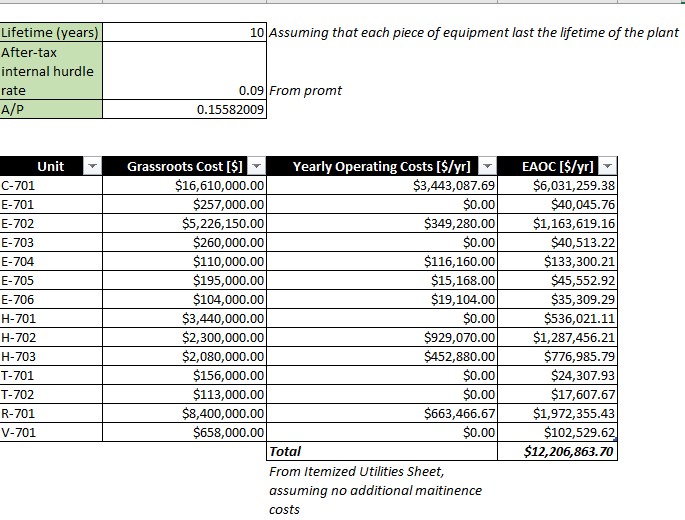 Lifetime (years) 10 Assuming that each piece of equipment last the lifetime of the plant
After-tax
internal hurdle
rate 0.09 From promt
A/P 0.15582009
Unit Grassroots Cost [$] Yearly Operating Costs [$/yr] EAOC [$/yr]
C-701 $16,610,000.00 $3,443,087.69 $6,031,259.38
E-701 $257,000.00 $0.00 $40,045.76
E-702 $5,226,150.00 $349,280.00 $1,163,619.16
E-703 $260,000.00 $0.00 $40,513.22
E-704 $110,000.00 $116,160.00 $133,300.21
E-705 $195,000.00 $15,168.00 $45,552.92
E-706 $104,000.00 $19,104.00 $35,309.29
H-701 $3,440,000.00 $0.00 $536,021.11
H-702 $2,300,000.00 $929,070.00 $1,287,456.21
H-703 $2,080,000.00 $452,880.00 $776,985.79
T-701 $156,000.00 $0.00 $24,307.93
T-702 $113,000.00 $0.00 $17,607.67
R-701 $8,400,000.00 $663,466.67 $1,972,355.43
V-701 $658,000.00 $0.00 $102,529.62
Total $12,206,863.70
From Itemized Utilities Sheet,
assuming no additional maitinence
costs